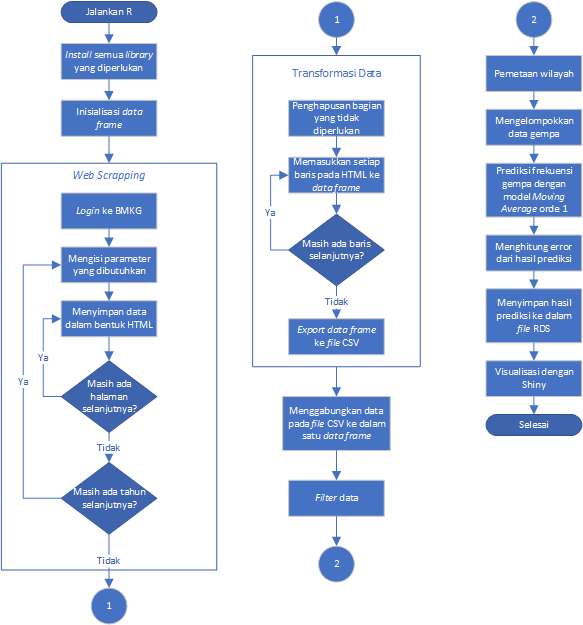 Jalankan R
Install semua library
yang diperlukan
Inisialisasi data
frame
Web Scrapping
Login ke BMKG
Mengisi parameter
yang dibutuhkan
Menyimpan data
dalam bentuk HTML
Ya
Ya
Masih ada
halaman
selanjutnya?
Tidak
Masih ada tahun
selanjutnya?
Tidak
1
1
Transformasi Data
Penghapusan bagian
yang tidak
diperlukan
Memasukkan setiap
baris pada HTML ke
data frame
Ya
Masih ada baris
selanjutnya?
Tidak
Export data frame
ke file CSV
Menggabungkan data
pada file CSV ke dalam
satu data frame
Filter data
2
2
Pemetaan wilayah
Mengelompokkan
data gempa
Prediksi frekuensi
gempa dengan
model Moving
Average orde 1
Menghitung error
dari hasil prediksi
Menyimpan hasil
prediksi ke dalam
file RDS
Visualisasi dengan
Shiny
Selesai